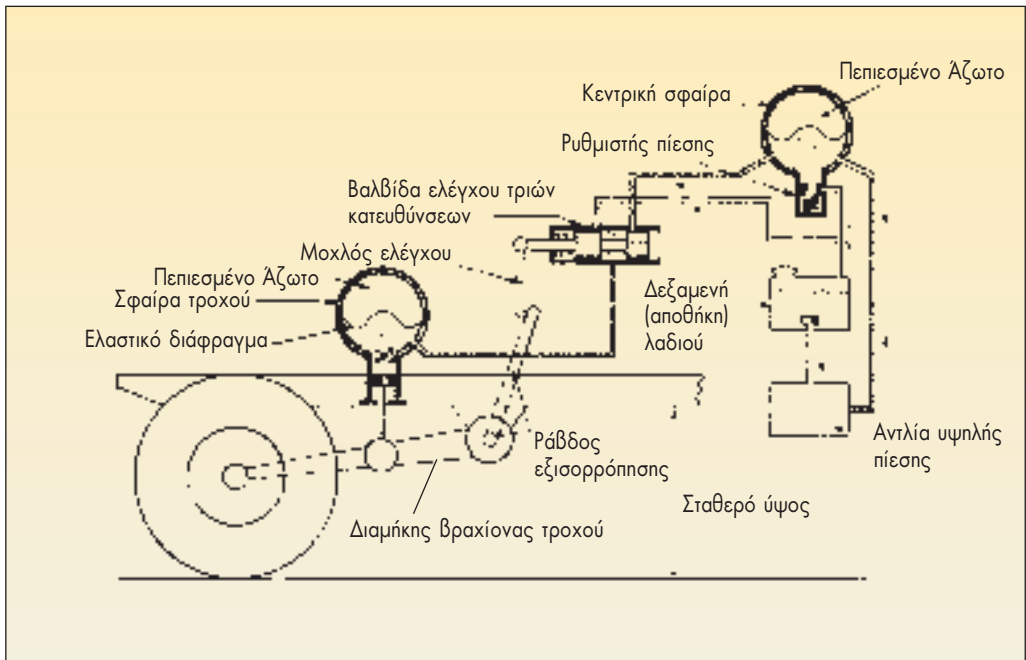 Πεπιεσμένο Άζωτο
Κεντρική σφαίρα
Ρυθμιστής πίεσης
Βαλβίδα ελέγχου τριών
κατευθύνσεων
Μοχλός ελέγχου
Πεπιεσμένο Άζωτο
Σφαίρα τροχού
Ελαστικό διάφραγμα
Δεξαμενή
(αποθήκη)
λαδιού
Ράβδος
εξισορρόπησης
Αντλία υψηλής
πίεσης
Σταθερό ύψος
Διαμήκης βραχίονας τροχού